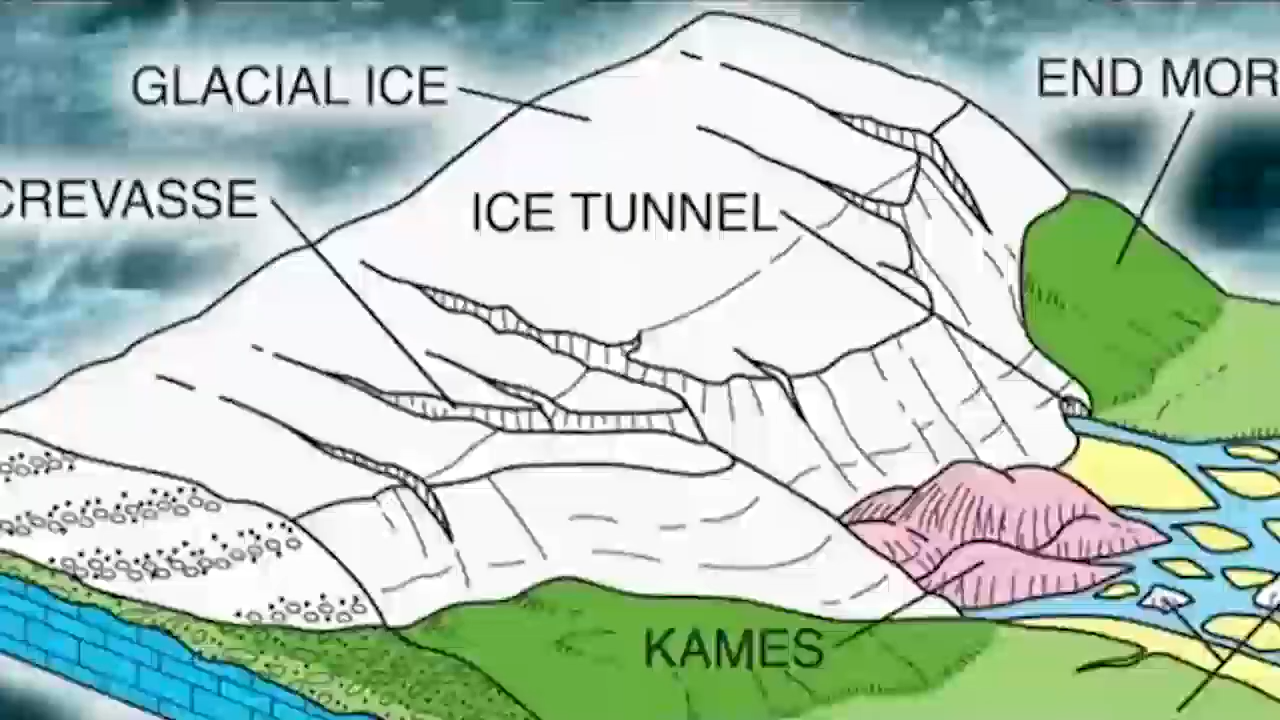 GLACIAL ICE
END MOR
CREVASSE
ICE TUNNEL
KAMES